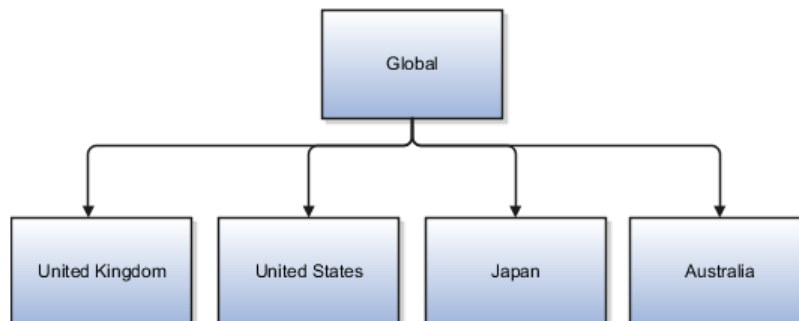 Global
United Kingdom
United States
Japan
Australia